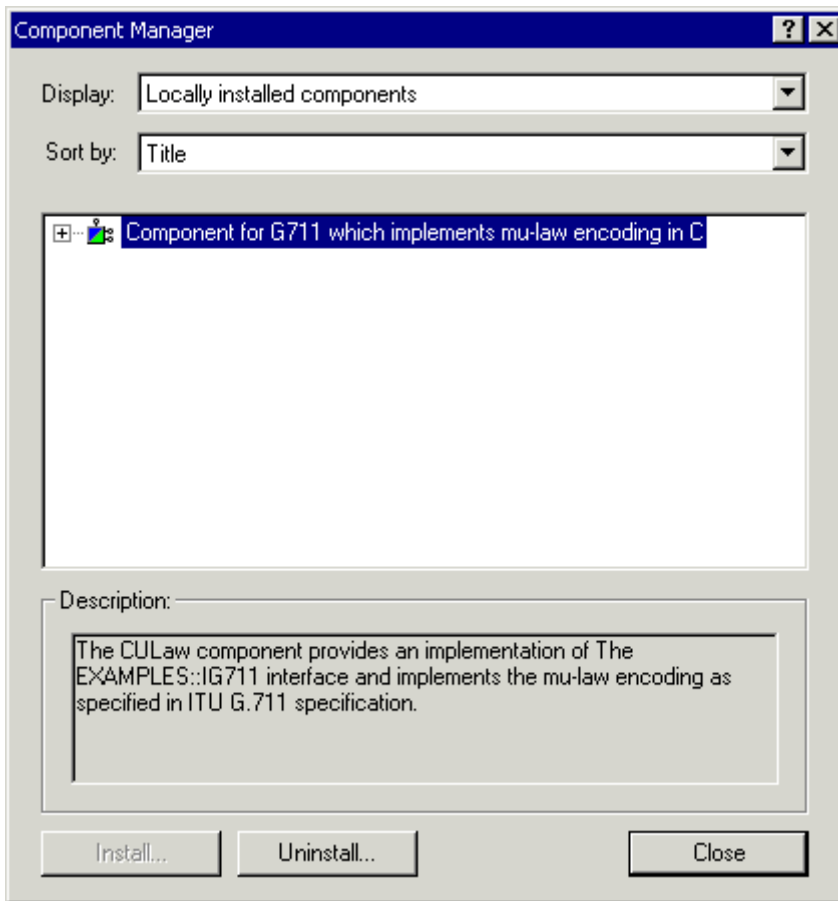 Component Manager
Display: Locally installed components
Sort by: Title
Component for G711 which implements mu-law encoding in C
Description:
The CULaw component provides an implementation of The
EXAMPLES::IG711 interface and implements the mu-law encoding as
specified in ITU G.711 specification.
Install... Uninstall... Close